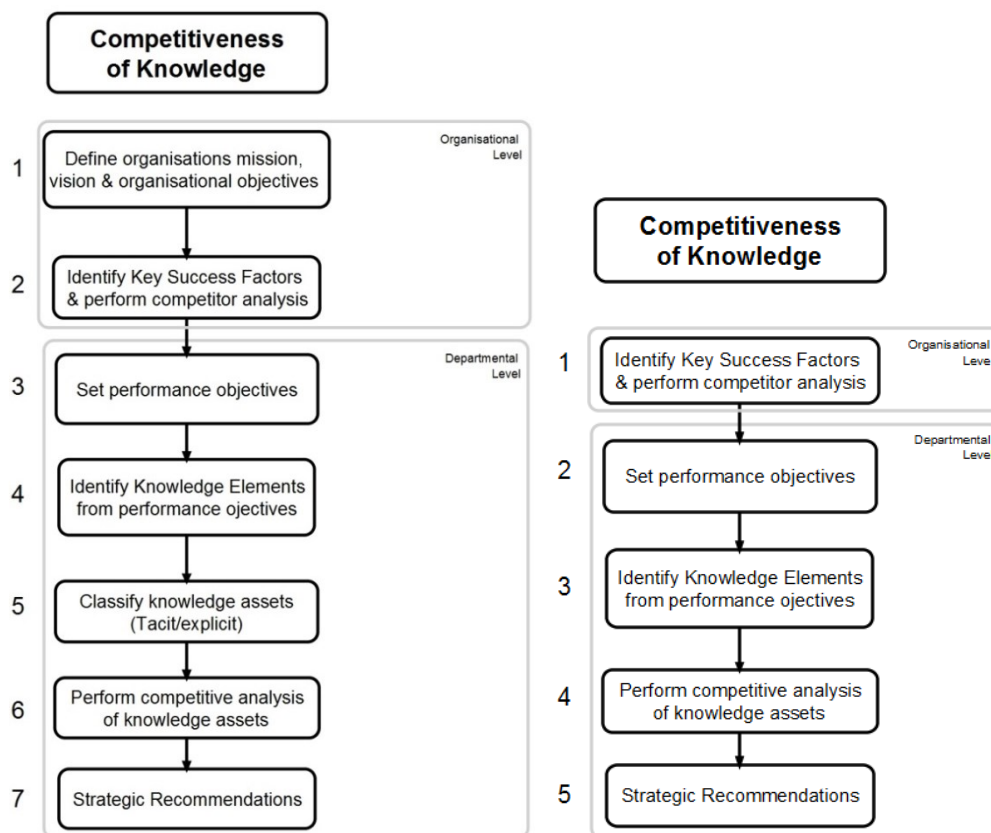 Competitiveness
of Knowledge
Organisational
Level
1
Define organisations mission,
vision & organisational objectives
2
Identify Key Success Factors
& perform competitor analysis
Departmental
Level
3
Set performance objectives
4
Identify Knowledge Elements
from performance ojectives
5
Classify knowledge assets
(Tacit/explicit)
6
Perform competitive analysis
of knowledge assets
7
Strategic Recommendations
Competitiveness
of Knowledge
Organisational
Level
1
Identify Key Success Factors
& perform competitor analysis
Departmental
Level
2
Set performance objectives
3
Identify Knowledge Elements
from performance ojectives
4
Perform competitive analysis
of knowledge assets
5
Strategic Recommendations